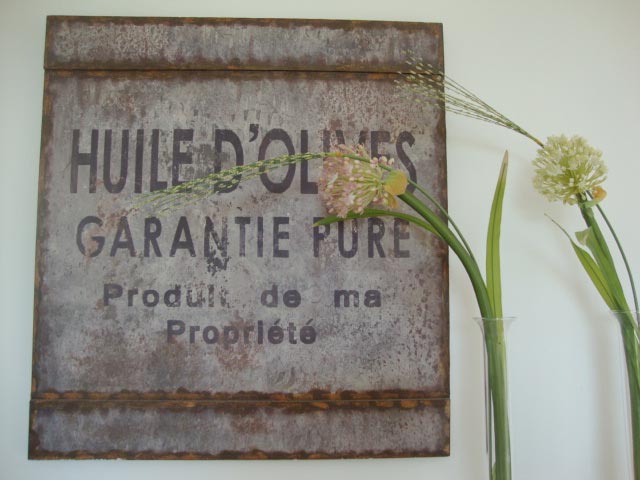 HUILE D'OLIVES
GARANTIE PURE
Produit de ma
Propriété